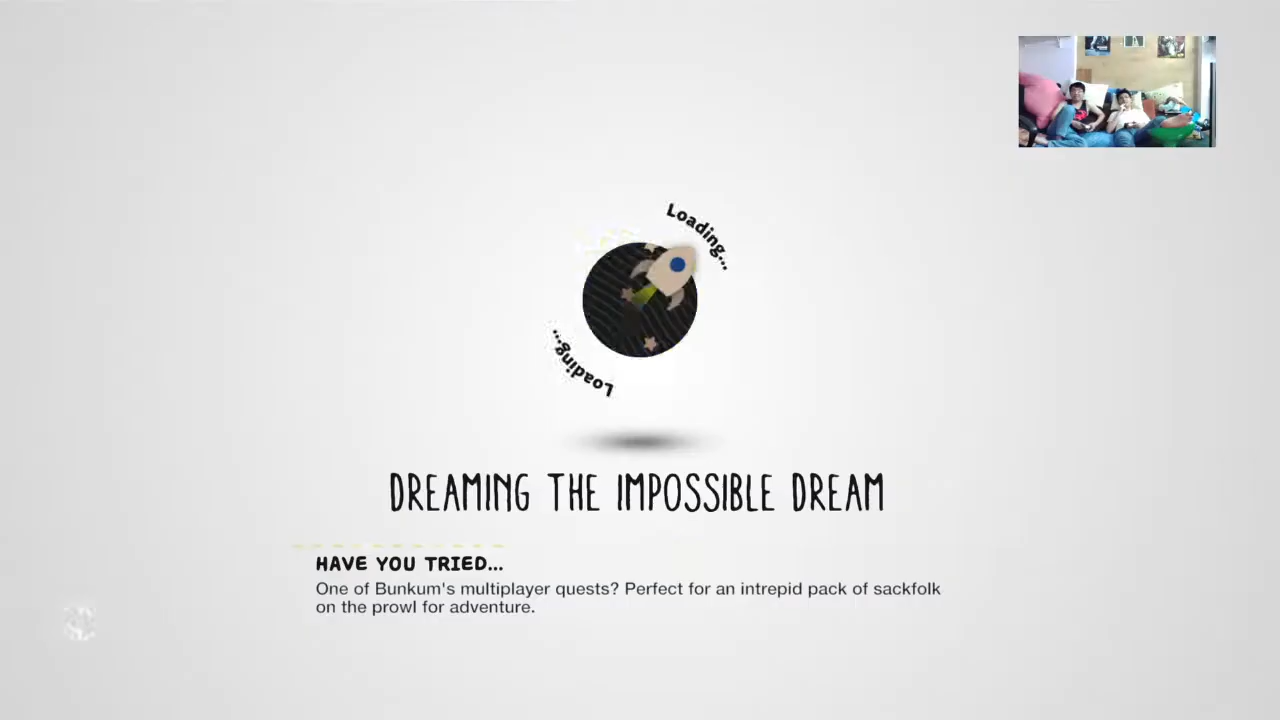 Loading...
Loading...
DREAMING THE IMPOSSIBLE DREAM
HAVE YOU TRIED...
One of Bunkum's multiplayer quests? Perfect for an intrepid pack of sackfolk
on the prowl for adventure.